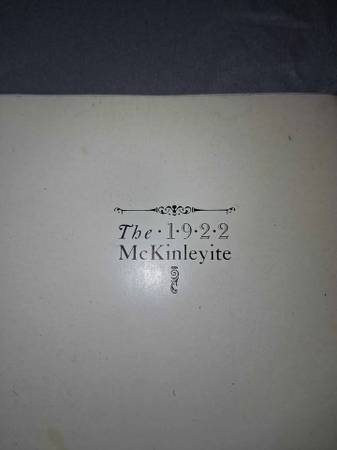 The · 1 · 9 · 2 · 2
McKinleyite